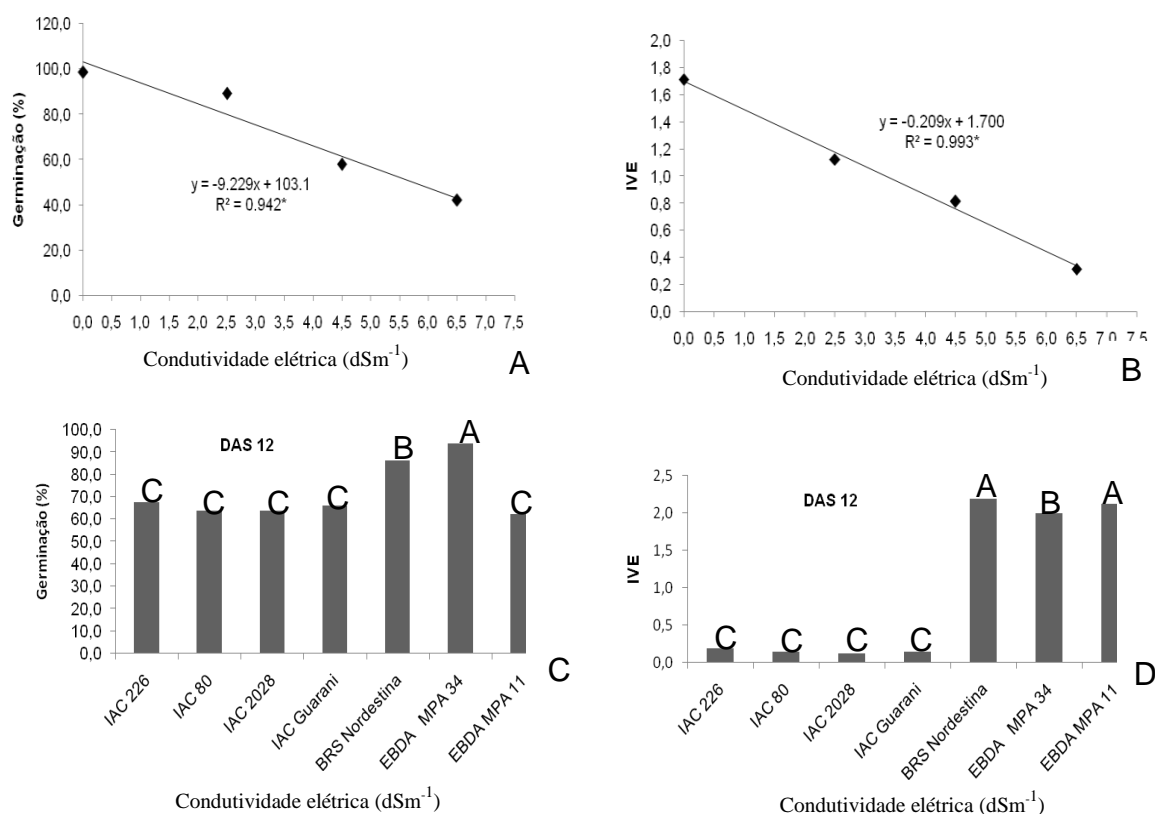 120,0
100,0
80,0
60,0
40,0
20,0
0,0
Germinação (%)
y = -9.229x + 103.1
R² = 0.942*
0,0 0,5 1,0 1,5 2,0 2,5 3,0 3,5 4,0 4,5 5,0 5,5 6,0 6,5 7,0 7,5
Condutividade elétrica (dSm⁻¹)
A
2,0
1,8
1,6
1,4
1,2
1,0
0,8
0,6
0,4
0,2
0,0
IVE
y = -0.209x + 1.700
R² = 0.993*
0,0 0,5 1,0 1,5 2,0 2,5 3,0 3,5 4,0 4,5 5,0 5,5 6,0 6,5 7,0 7,5
Condutividade elétrica (dSm⁻¹)
B
100,0
90,0
80,0
70,0
60,0
50,0
40,0
30,0
20,0
10,0
0,0
Germinação (%)
DAS 12
C C C C B A C
IAC 226
IAC 80
IAC 2028
IAC Guarani
BRS Nordestina
EBDA MPA 34
EBDA MPA 11
Condutividade elétrica (dSm⁻¹)
C
2,5
2,0
1,5
1,0
0,5
0,0
IVE
DAS 12
C C C C A B A
IAC 226
IAC 80
IAC 2028
IAC Guarani
BRS Nordestina
EBDA MPA 34
EBDA MPA 11
Condutividade elétrica (dSm⁻¹)
D